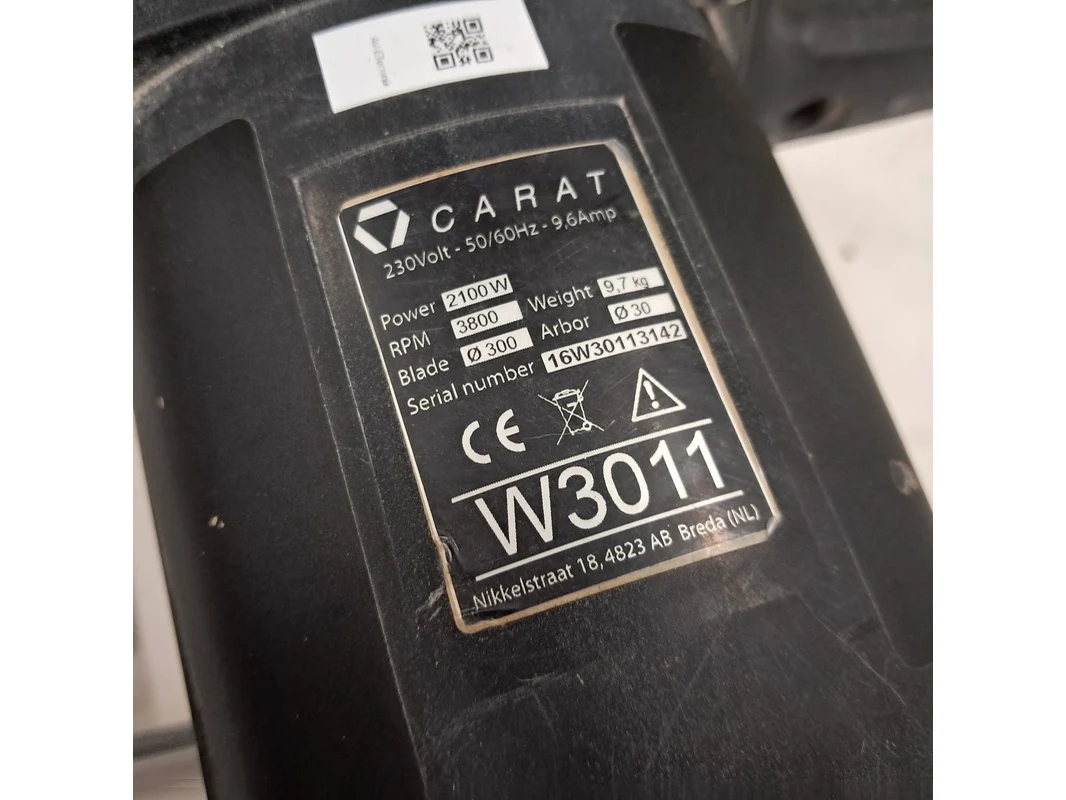 CARAT
230Volt - 50/60Hz - 9,6Amp
Power 2100W Weight 9,7 kg
RPM 3800 Arbor Ø 30
Blade Ø 300
Serial number 16W30113142
CE
W3011
Nikkelstraat 18, 4823 AB Breda (NL)